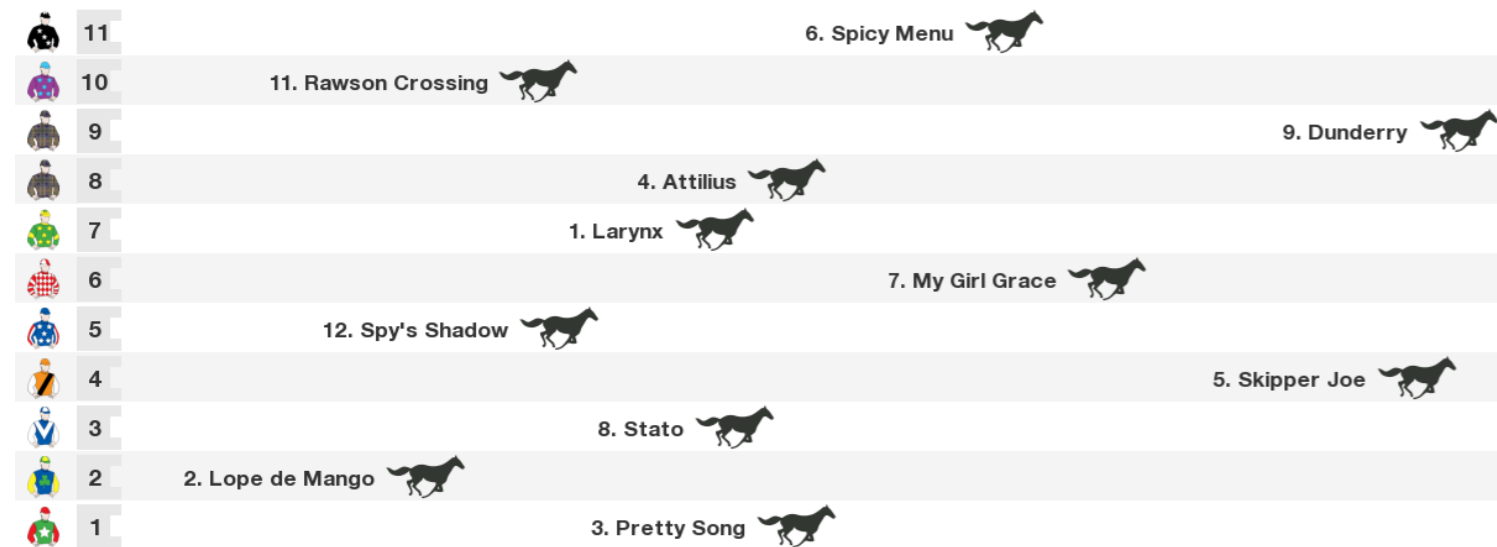 11 6. Spicy Menu
10 11. Rawson Crossing
9 9. Dunderry
8 4. Attilius
7 1. Larynx
6 7. My Girl Grace
5 12. Spy's Shadow
4 5. Skipper Joe
3 8. Stato
2 2. Lope de Mango
1 3. Pretty Song